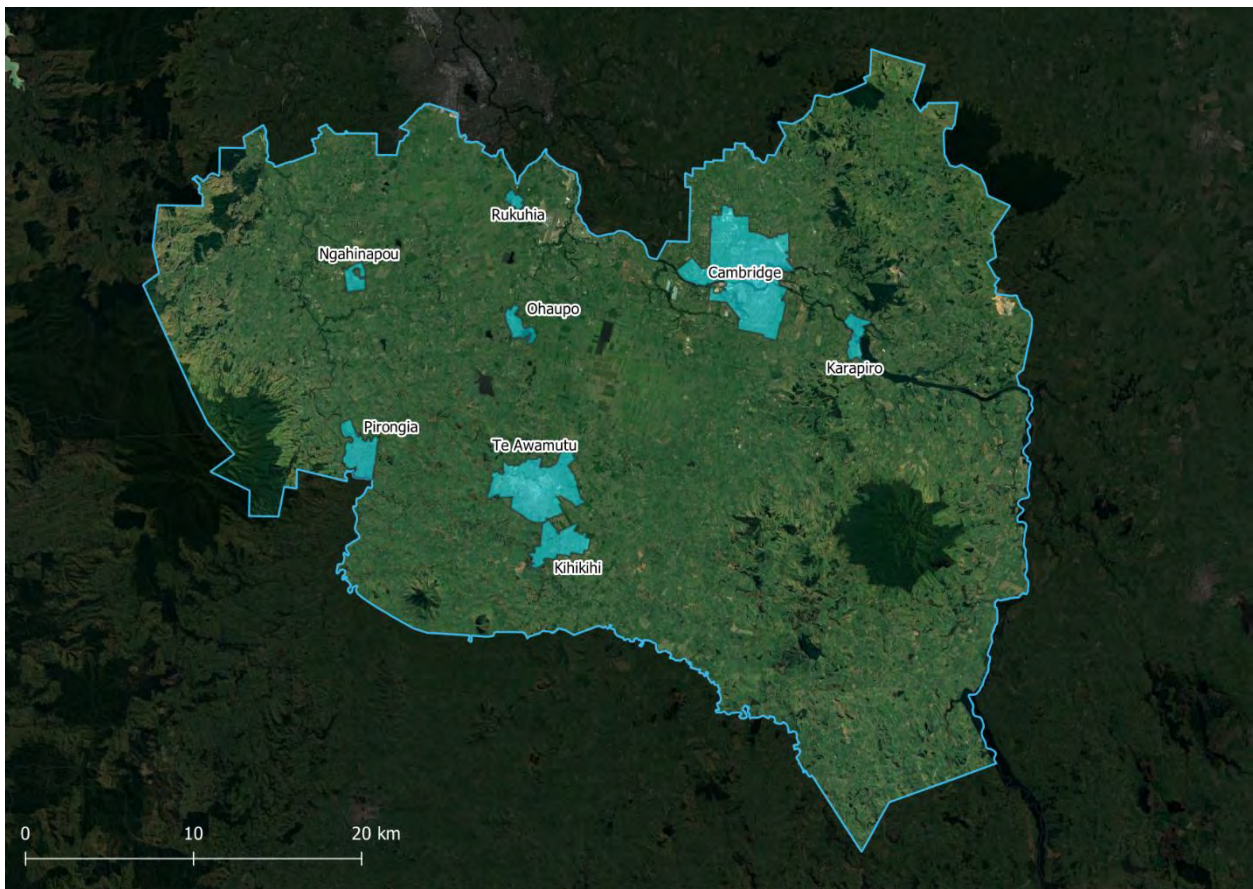 Rukuhia
Ngahinapou
Cambridge
Ohaupo
Karapiro
Pirongia
Te Awamutu
Kihikihi
0 10 20 km